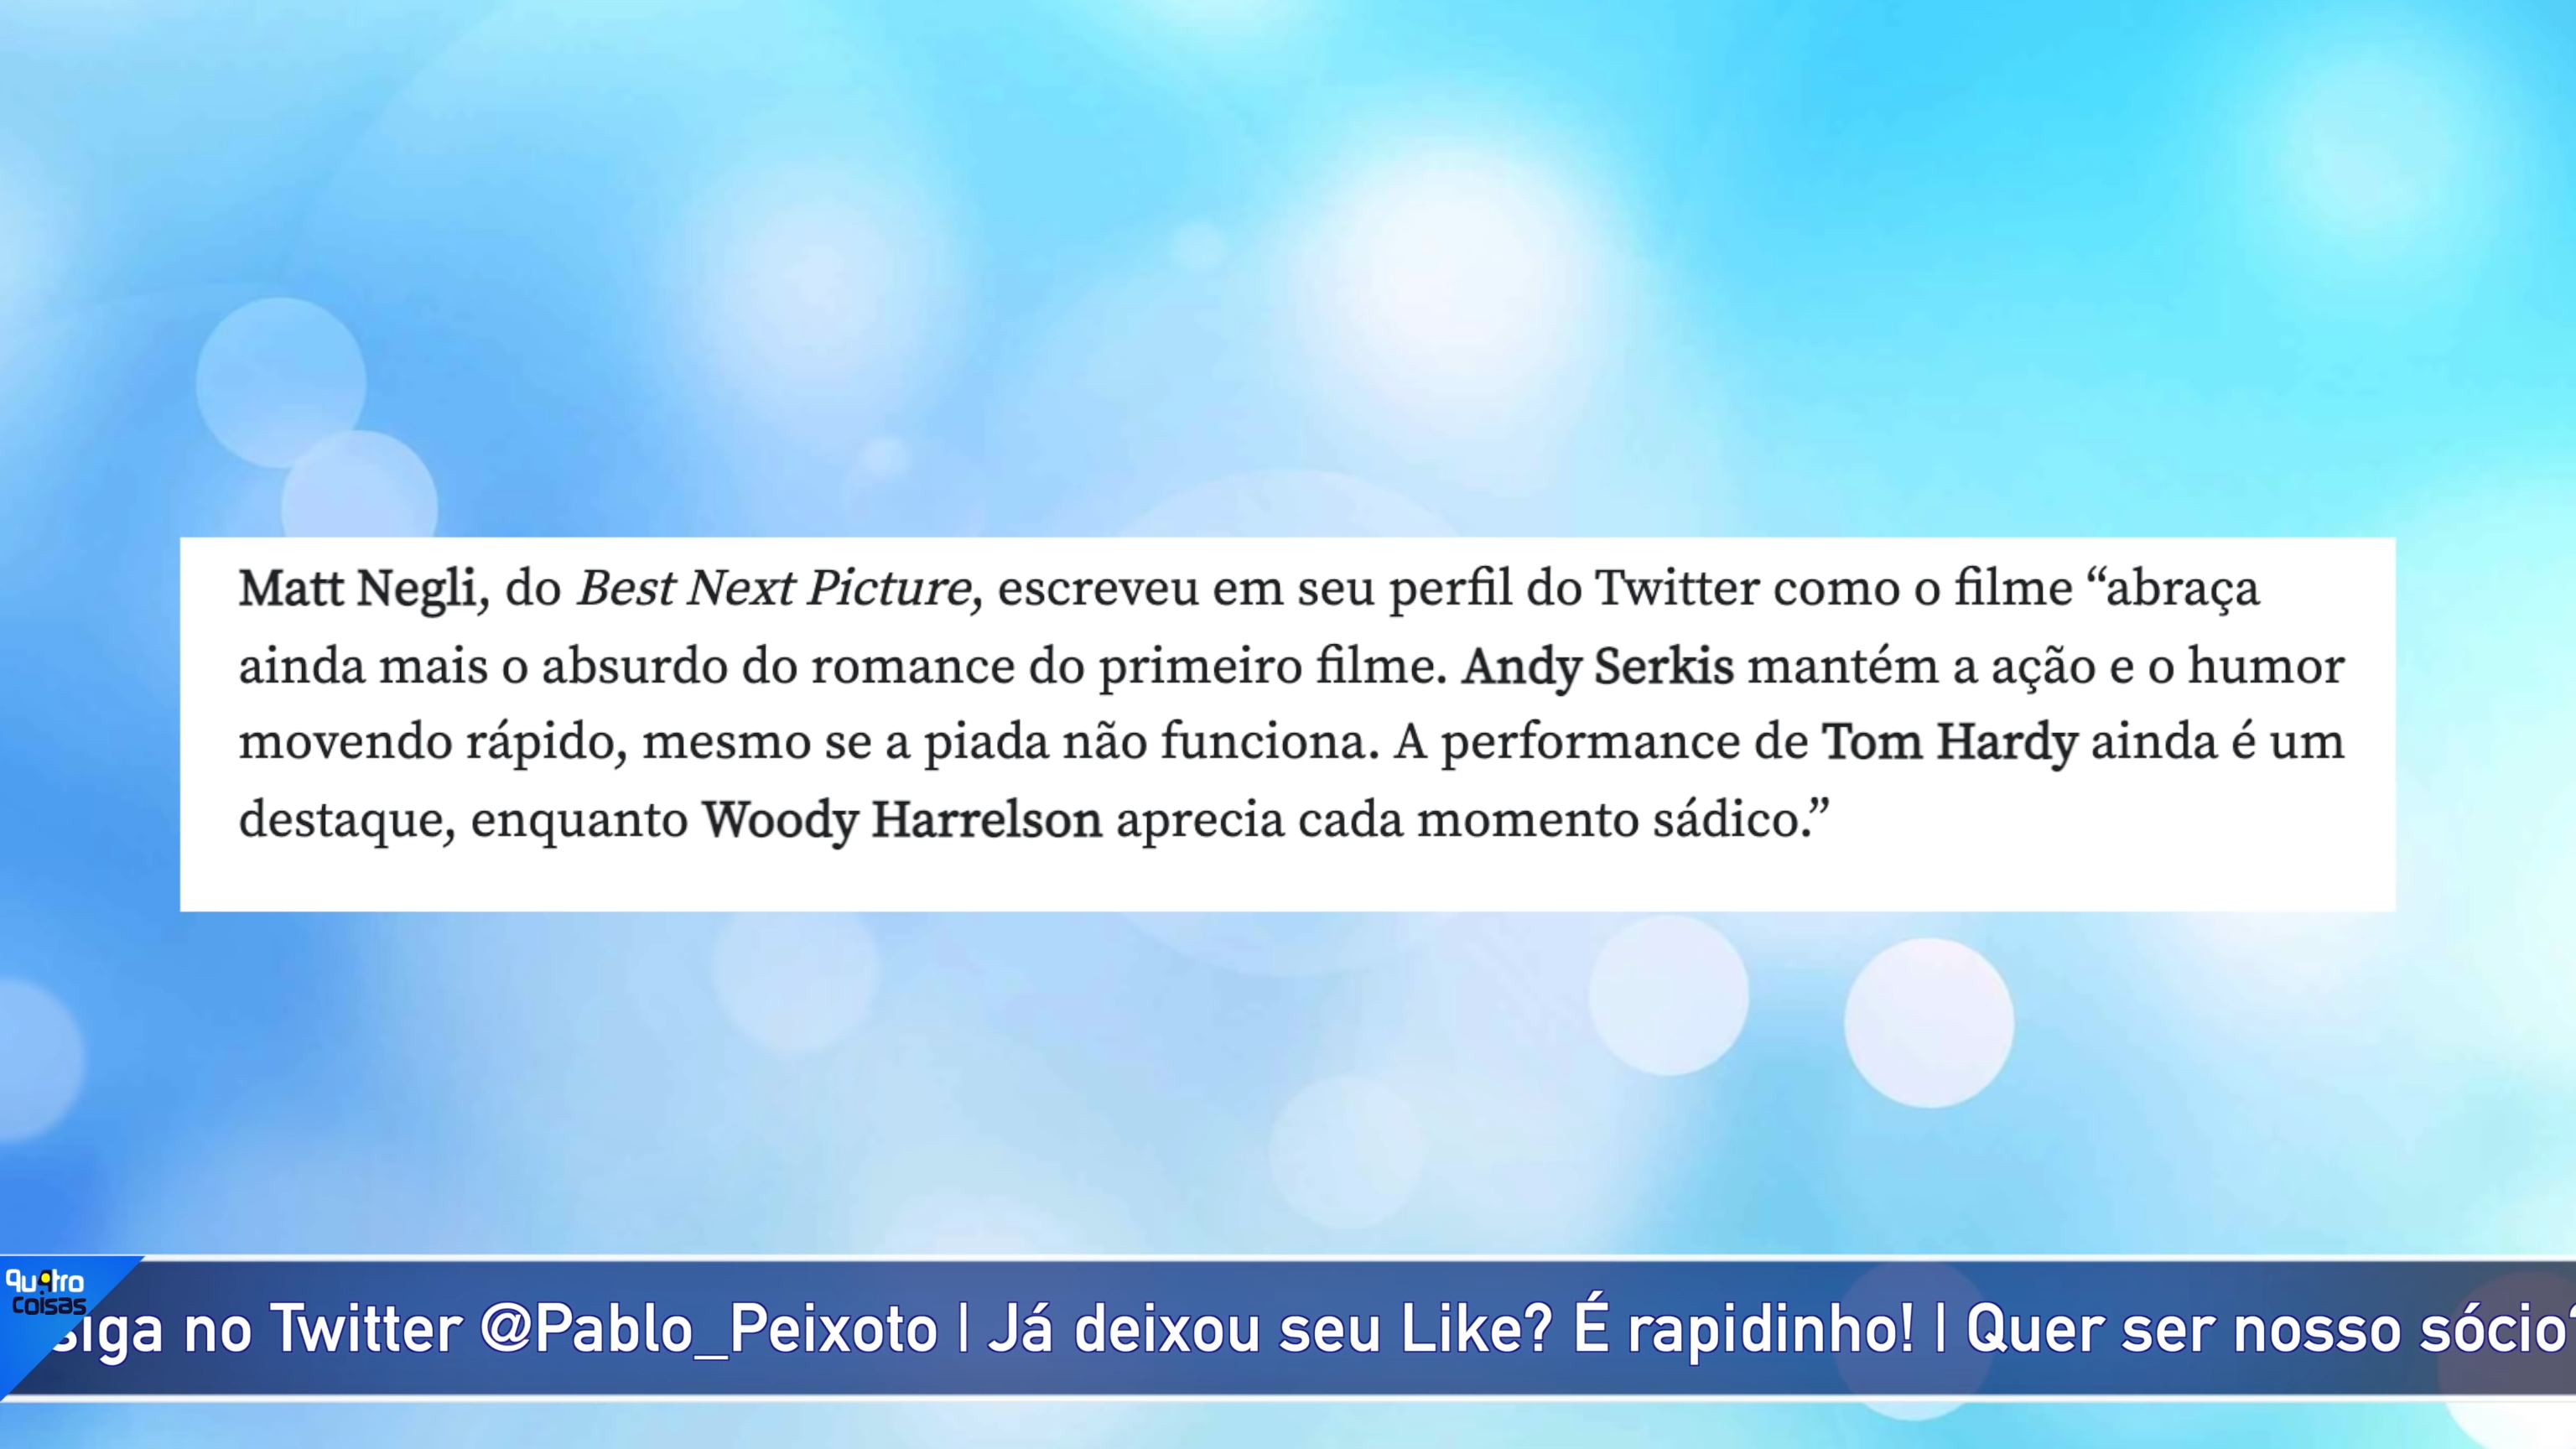 Matt Negli, do Best Next Picture, escreveu em seu perfil do Twitter como o filme “abraça
ainda mais o absurdo do romance do primeiro filme. Andy Serkis mantém a ação e o humor
movendo rápido, mesmo se a piada não funciona. A performance de Tom Hardy ainda é um
destaque, enquanto Woody Harrelson aprecia cada momento sádico.”
quatro
coisas
siga no Twitter @Pablo_Peixoto | Já deixou seu Like? É rapidinho! | Quer ser nosso sócio?